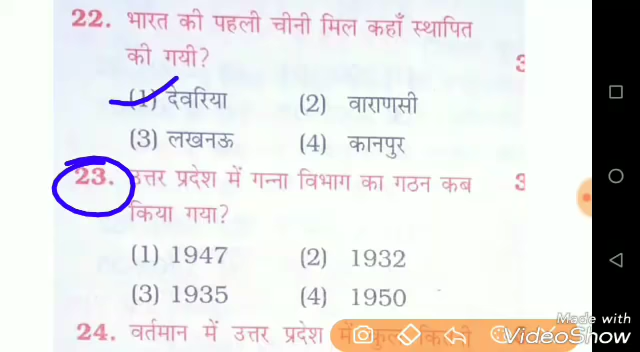 22. भारत की पहली चीनी मिल कहाँ स्थापित
की गयी?
(1) देवरिया (2) वाराणसी
(3) लखनऊ (4) कानपुर
23. उत्तर प्रदेश में गन्ना विभाग का गठन कब
किया गया?
(1) 1947 (2) 1932
(3) 1935 (4) 1950
24. वर्तमान में उत्तर प्रदेश में
Made with
VideoShow